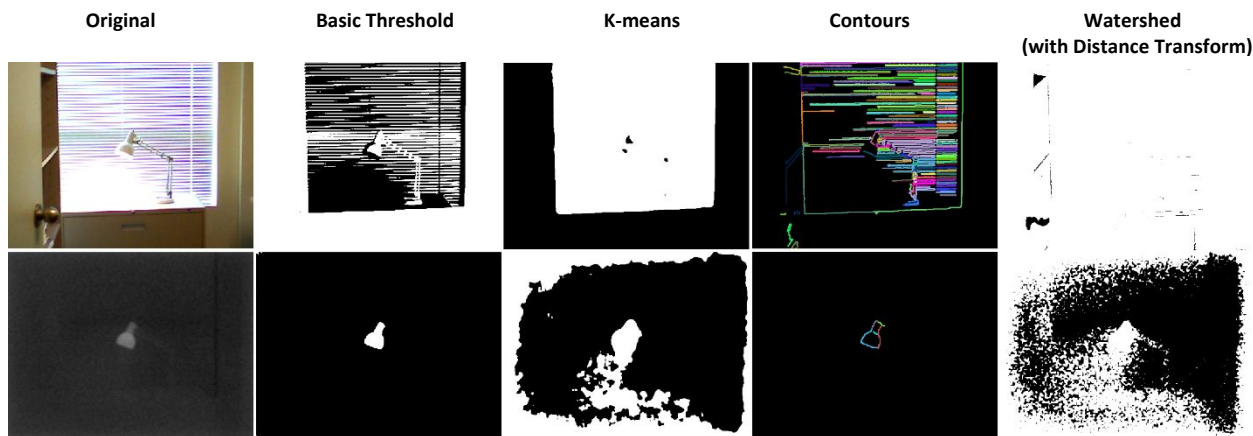 Original
Basic Threshold
K-means
Contours
Watershed
(with Distance Transform)